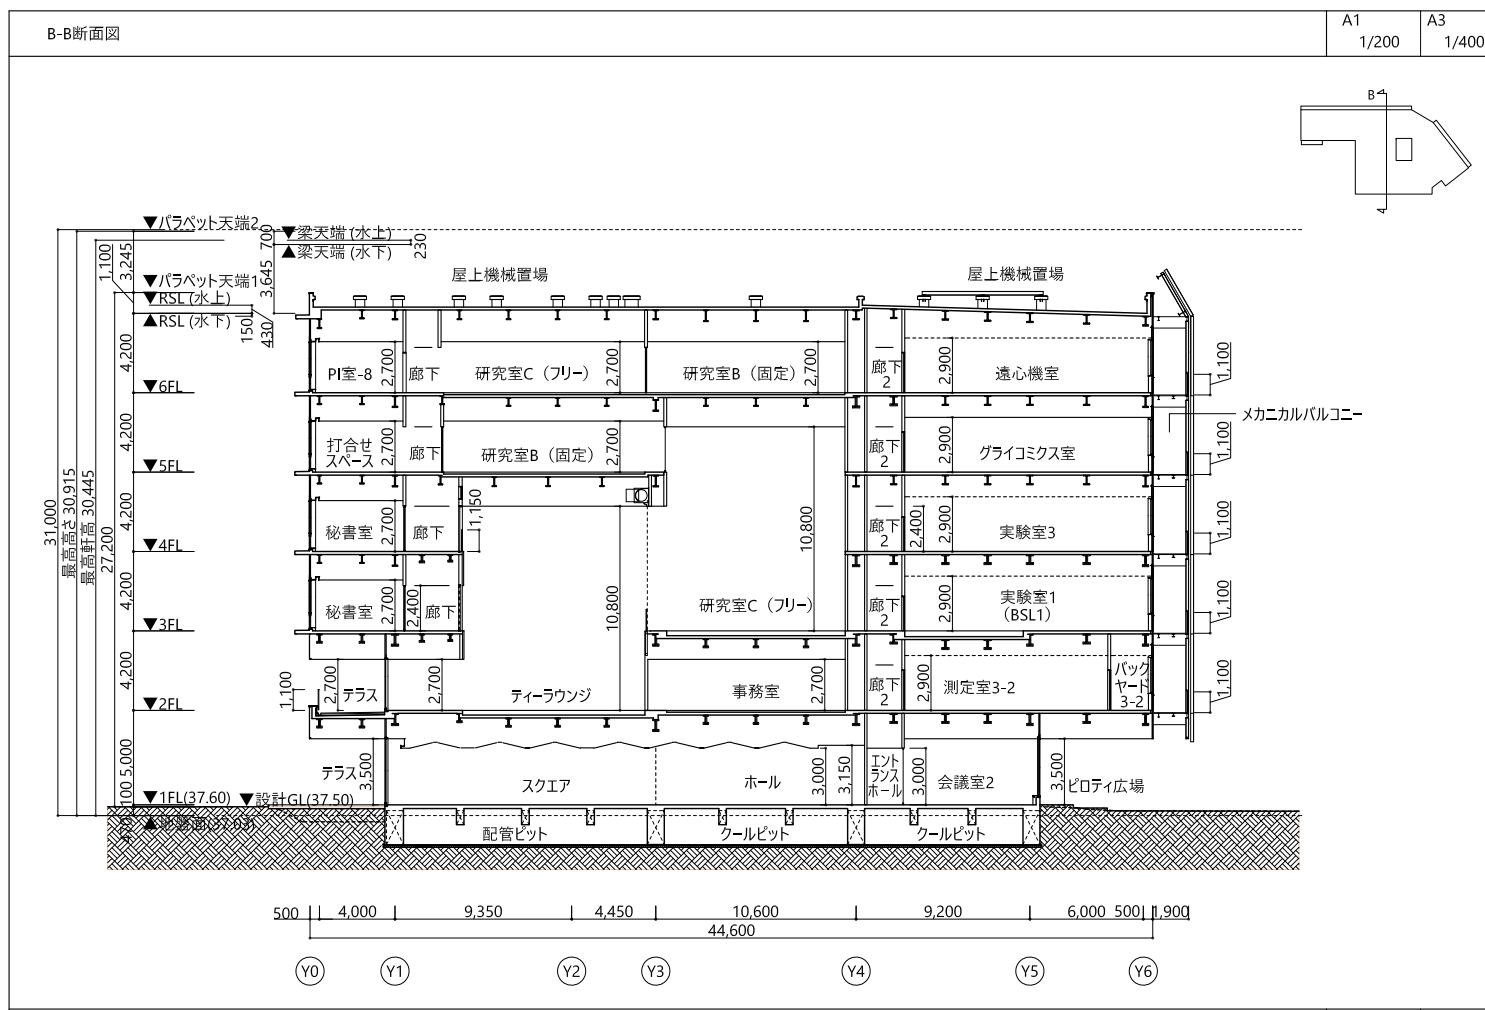 B-B断面図
A1
1/200
A3
1/400
B
▼パラペット天端2
▼梁天端 (水上)
▲梁天端 (水下)
700
230
1,100
3,245
3,645
▼パラペット天端1
▼RSL (水上)
▲RSL (水下)
150
430
屋上機械置場
屋上機械置場
31,000
最高高さ 30,915
最高軒高 30,445
27,200
4,200
▼6FL
PI室-8
2,700
廊下
研究室C（フリー）
2,700
研究室B（固定）
2,700
廊下
2
2,900
遠心機室
1,100
メカニカルバルコニー
4,200
▼5FL
打合せ
スペース
2,700
廊下
研究室B（固定）
2,700
廊下
2
2,900
グライコミクス室
1,100
4,200
▼4FL
秘書室
2,700
廊下
1,150
10,800
廊下
2
2,400
2,900
実験室3
1,100
4,200
▼3FL
秘書室
2,700
2,400
廊下
10,800
研究室C（フリー）
廊下
2
2,900
実験室1
（BSL1）
1,100
4,200
▼2FL
1,100
2,700
テラス
2,700
ティーラウンジ
事務室
2,700
廊下
2
2,900
測定室3-2
バック
ヤード
3-2
1,100
5,000
100
▼1FL(37.60)
▼設計GL(37.50)
▲地盤面(37.03)
470
テラス
3,500
スクエア
ホール
3,000
3,150
エント
ランス
ホール
3,000
会議室2
3,500
ピロティ広場
配管ピット
クールピット
クールピット
500
4,000
9,350
4,450
10,600
9,200
6,000
500
1,900
44,600
Y0
Y1
Y2
Y3
Y4
Y5
Y6